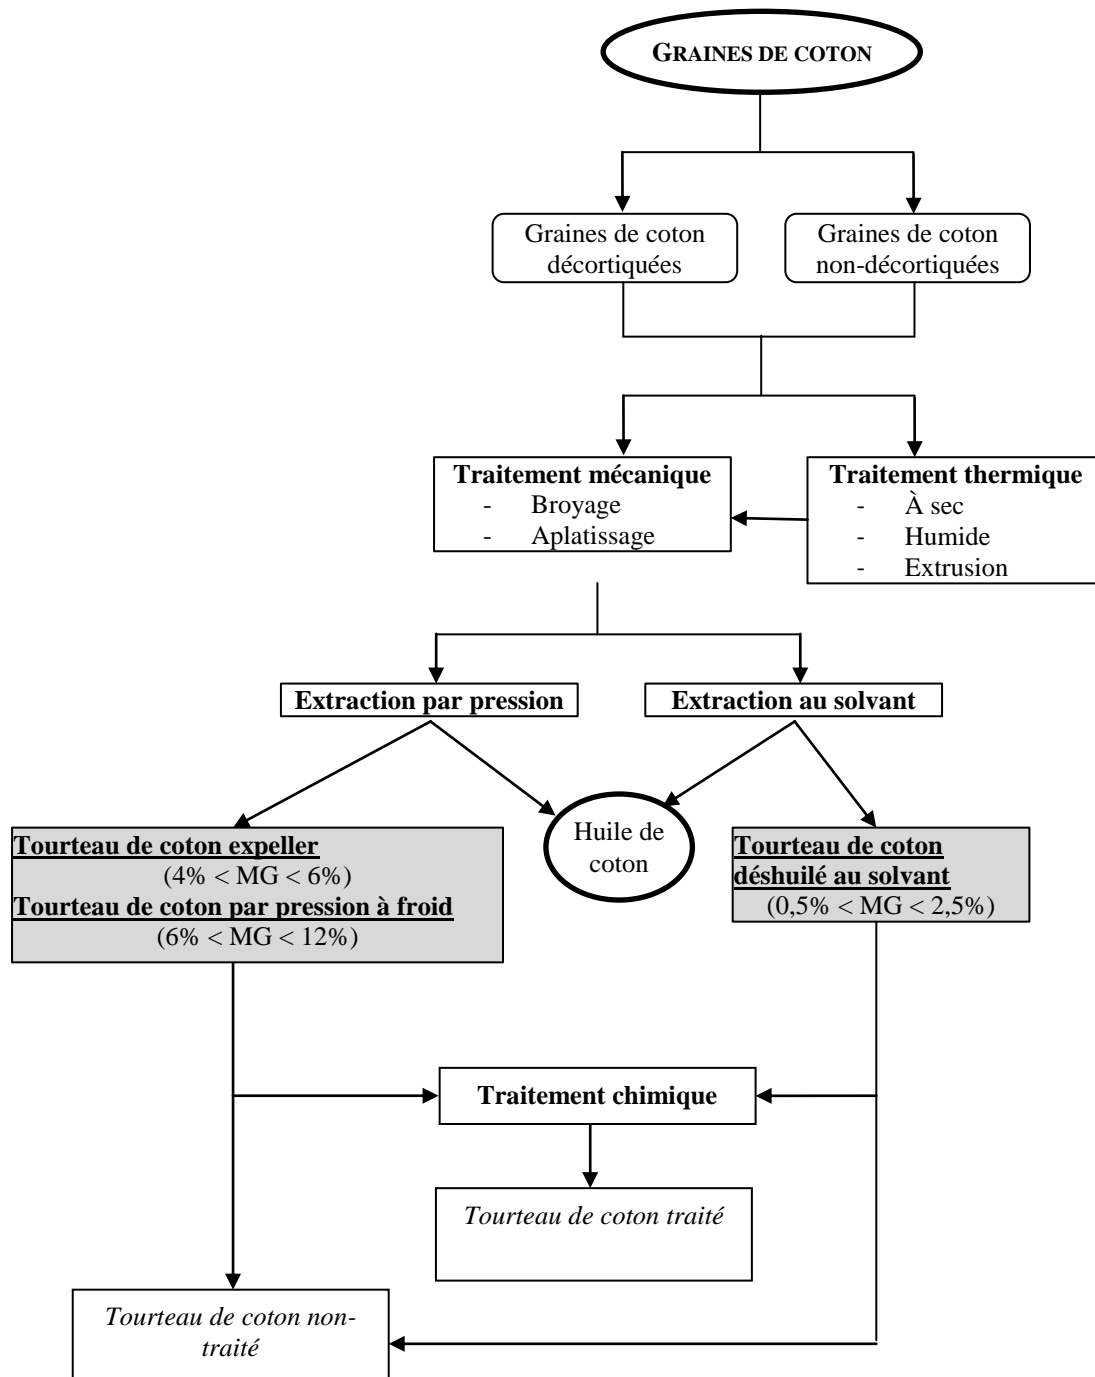 GRAINES DE COTON
Graines de coton
décortiquées
Graines de coton
non-décortiquées
Traitement mécanique
- Broyage
- Aplatissage
Traitement thermique
- À sec
- Humide
- Extrusion
Extraction par pression
Extraction au solvant
Tourteau de coton expeller
(4% < MG < 6%)
Tourteau de coton par pression à froid
(6% < MG < 12%)
Huile de
coton
Tourteau de coton
déshuilé au solvant
(0,5% < MG < 2,5%)
Traitement chimique
Tourteau de coton traité
Tourteau de coton non-
traité